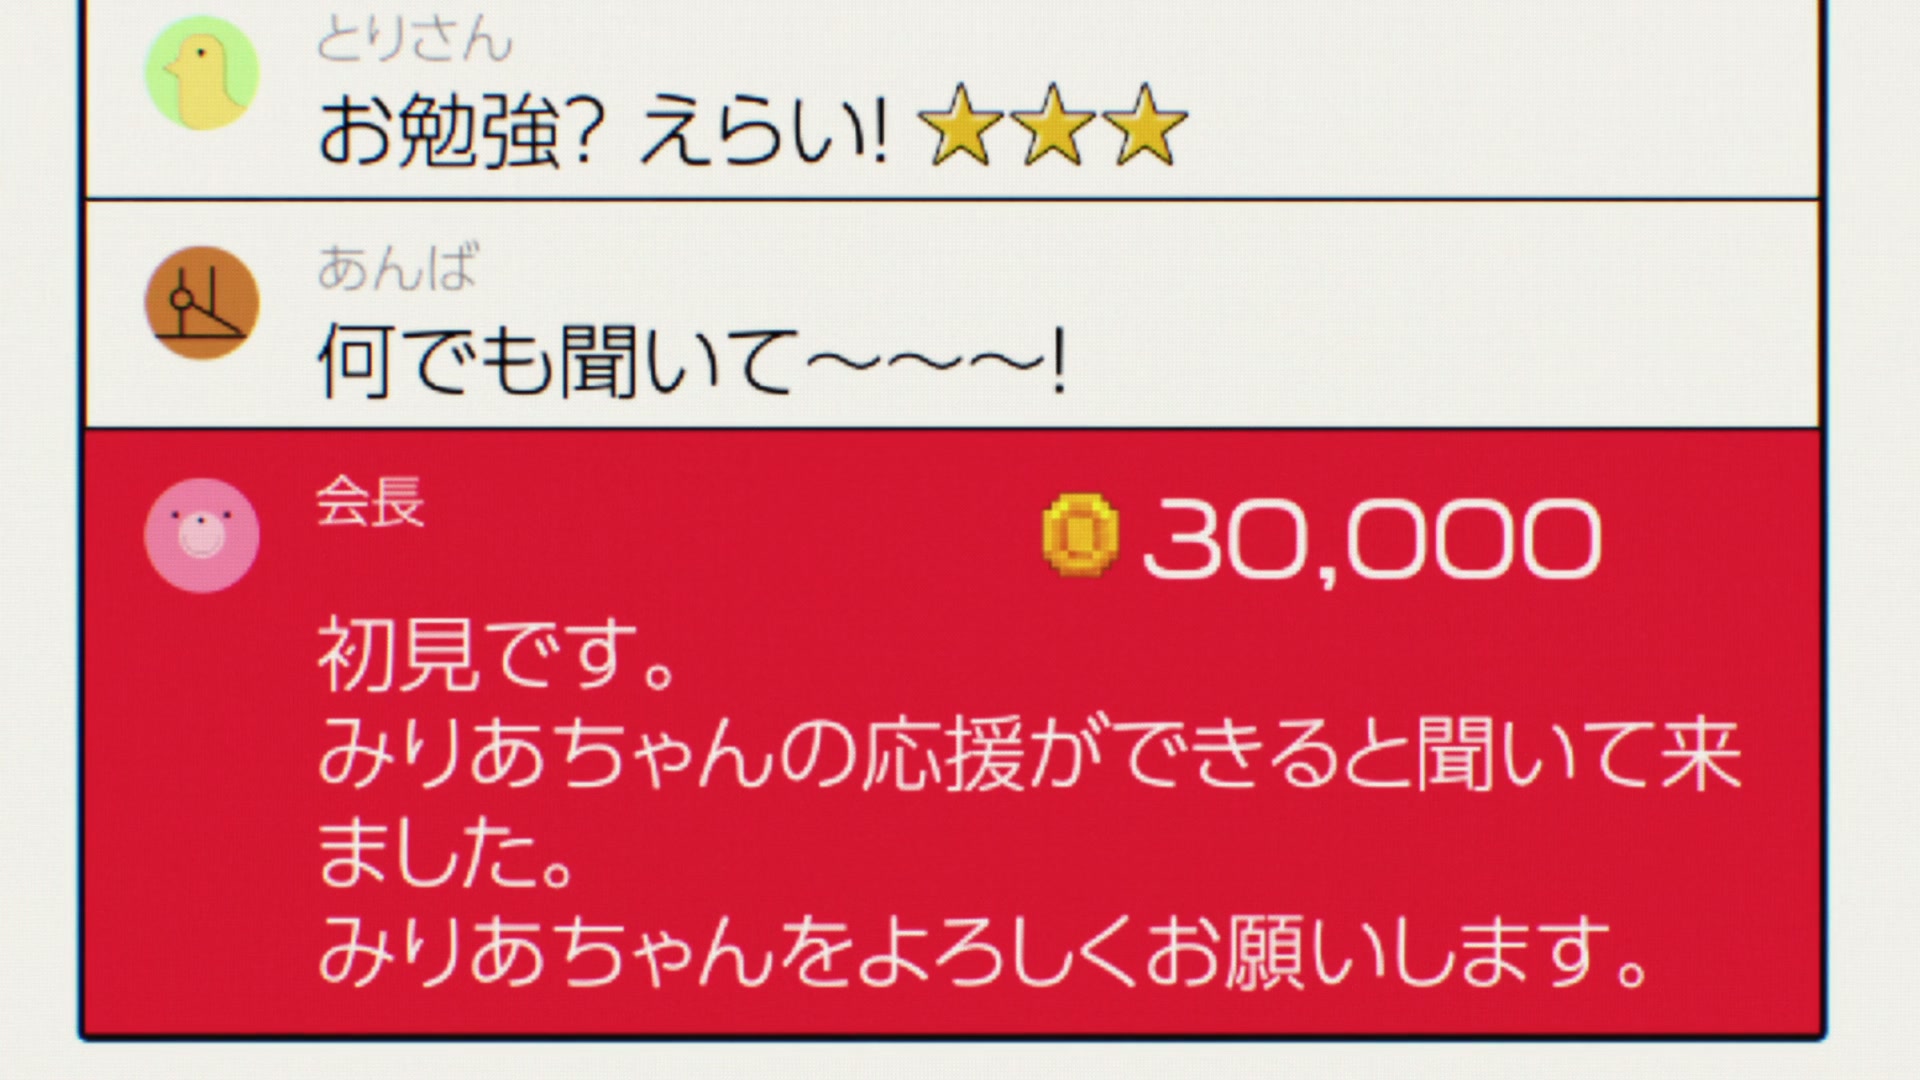 とりさん
お勉強? えらい! ★★★
あんば
何でも聞いて〜〜〜!
会長
30,000
初見です。
みりあちゃんの応援ができると聞いて来
ました。
みりあちゃんをよろしくお願いします。